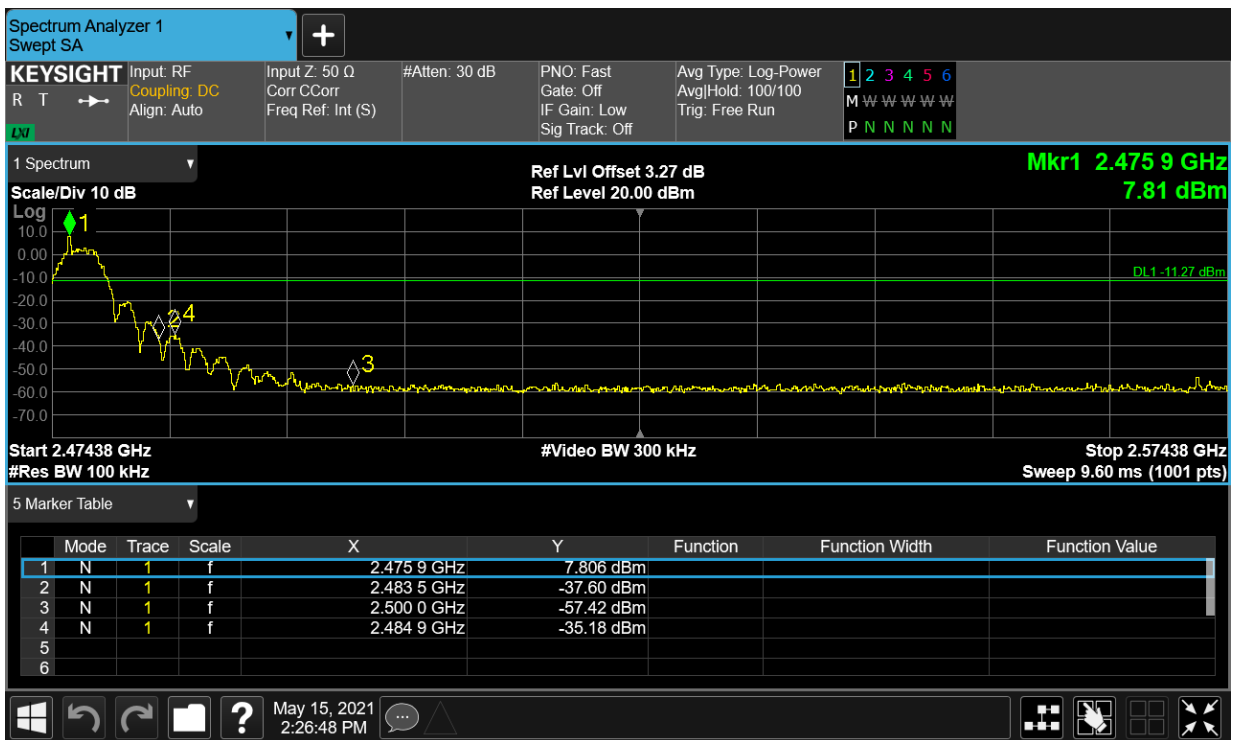 Spectrum Analyzer 1
Swept SA
+
KEYSIGHT
R T
LXI
Input: RF
Coupling: DC
Align: Auto
Input Z: 50 Ω
Corr CCorr
Freq Ref: Int (S)
#Atten: 30 dB
PNO: Fast
Gate: Off
IF Gain: Low
Sig Track: Off
Avg Type: Log-Power
Avg|Hold: 100/100
Trig: Free Run
1 2 3 4 5 6
M W W W W W
P N N N N N
1 Spectrum
Scale/Div 10 dB
Ref Lvl Offset 3.27 dB
Ref Level 20.00 dBm
Mkr1 2.475 9 GHz
7.81 dBm
Log
10.0
0.00
-10.0
-20.0
-30.0
-40.0
-50.0
-60.0
-70.0
1
2
4
3
DL1 -11.27 dBm
Start 2.47438 GHz
#Res BW 100 kHz
#Video BW 300 kHz
Stop 2.57438 GHz
Sweep 9.60 ms (1001 pts)
5 Marker Table
Mode Trace Scale X Y Function Function Width Function Value
1 N 1 f 2.475 9 GHz 7.806 dBm
2 N 1 f 2.483 5 GHz -37.60 dBm
3 N 1 f 2.500 0 GHz -57.42 dBm
4 N 1 f 2.484 9 GHz -35.18 dBm
5
6
?
May 15, 2021
2:26:48 PM